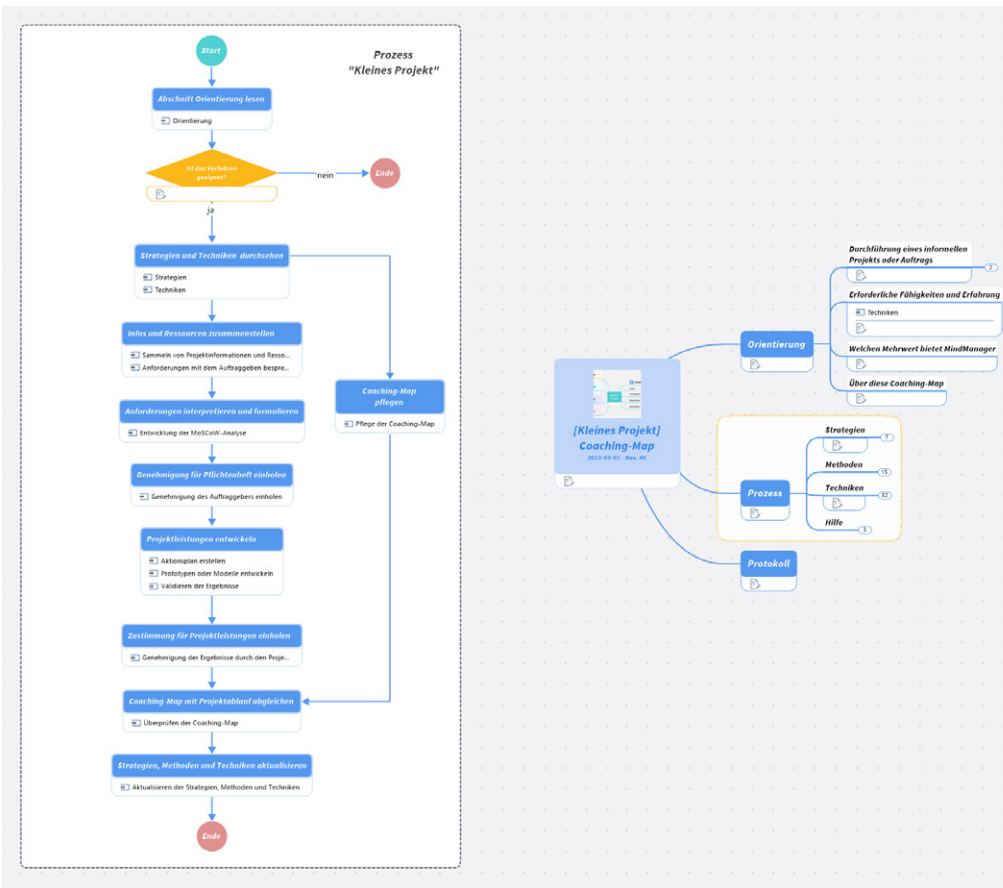 Prozess
"Kleines Projekt"
Start
Abschnitt Orientierung lesen
Orientierung
Ist das Verfahren
geeignet?
nein
Ende
ja
Strategien und Techniken durchsehen
Strategien
Techniken
Infos und Ressourcen zusammenstellen
Sammeln von Projektinformationen und Resso...
Anforderungen mit dem Auftraggeben bespre...
Coaching-Map
pflegen
Pflege der Coaching-Map
Anforderungen interpretieren und formulieren
Entwicklung der MoSCoW-Analyse
Genehmigung für Pflichtenheft einholen
Genehmigung des Auftraggebers einholen
Projektleistungen entwickeln
Aktionsplan erstellen
Prototypen oder Modelle entwickeln
Validieren der Ergebnisse
Zustimmung für Projektleistungen einholen
Genehmigung der Ergebnisse durch den Proje...
Coaching-Map mit Projektablauf abgleichen
Überprüfen der Coaching-Map
Strategien, Methoden und Techniken aktualisieren
Aktualisieren der Strategien, Methoden und Techniken
Ende
[Kleines Projekt]
Coaching-Map
Orientierung
Durchführung eines informellen
Projekts oder Auftrags
2
Erforderliche Fähigkeiten und Erfahrung
Techniken
Welchen Mehrwert bietet MindManager
Über diese Coaching-Map
Prozess
Strategien
7
Methoden
15
Techniken
Hilfe
Protokoll